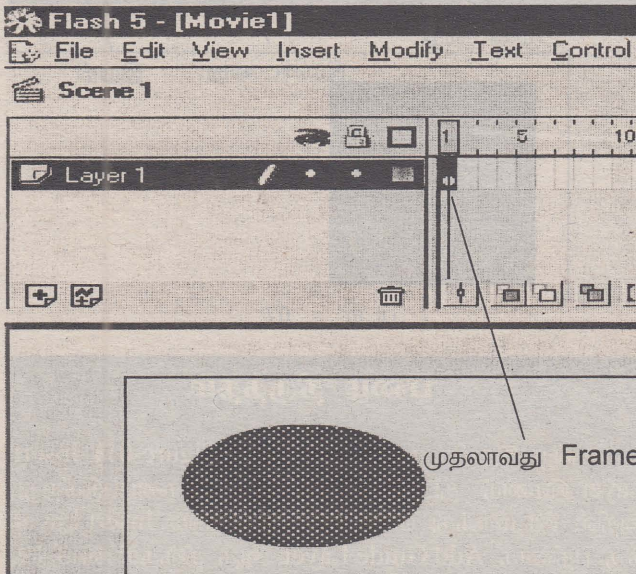 Flash 5 - [Movie1]
File Edit View Insert Modify Text Control
Scene 1
1 5 10
Layer 1
முதலாவது Frame